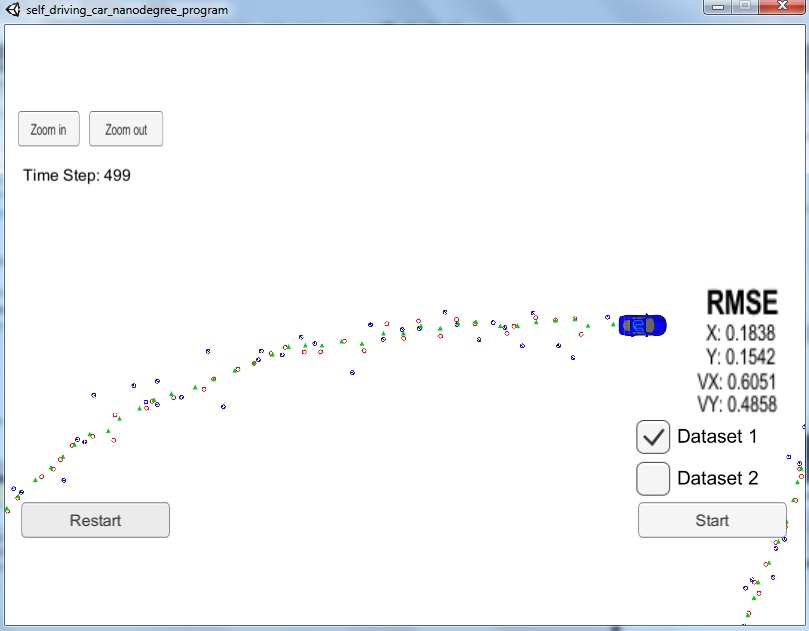 self_driving_car_nanodegree_program
Zoom in
Zoom out
Time Step: 499
RMSE
X: 0.1838
Y: 0.1542
VX: 0.6051
VY: 0.4858
Dataset 1
Dataset 2
Restart
Start